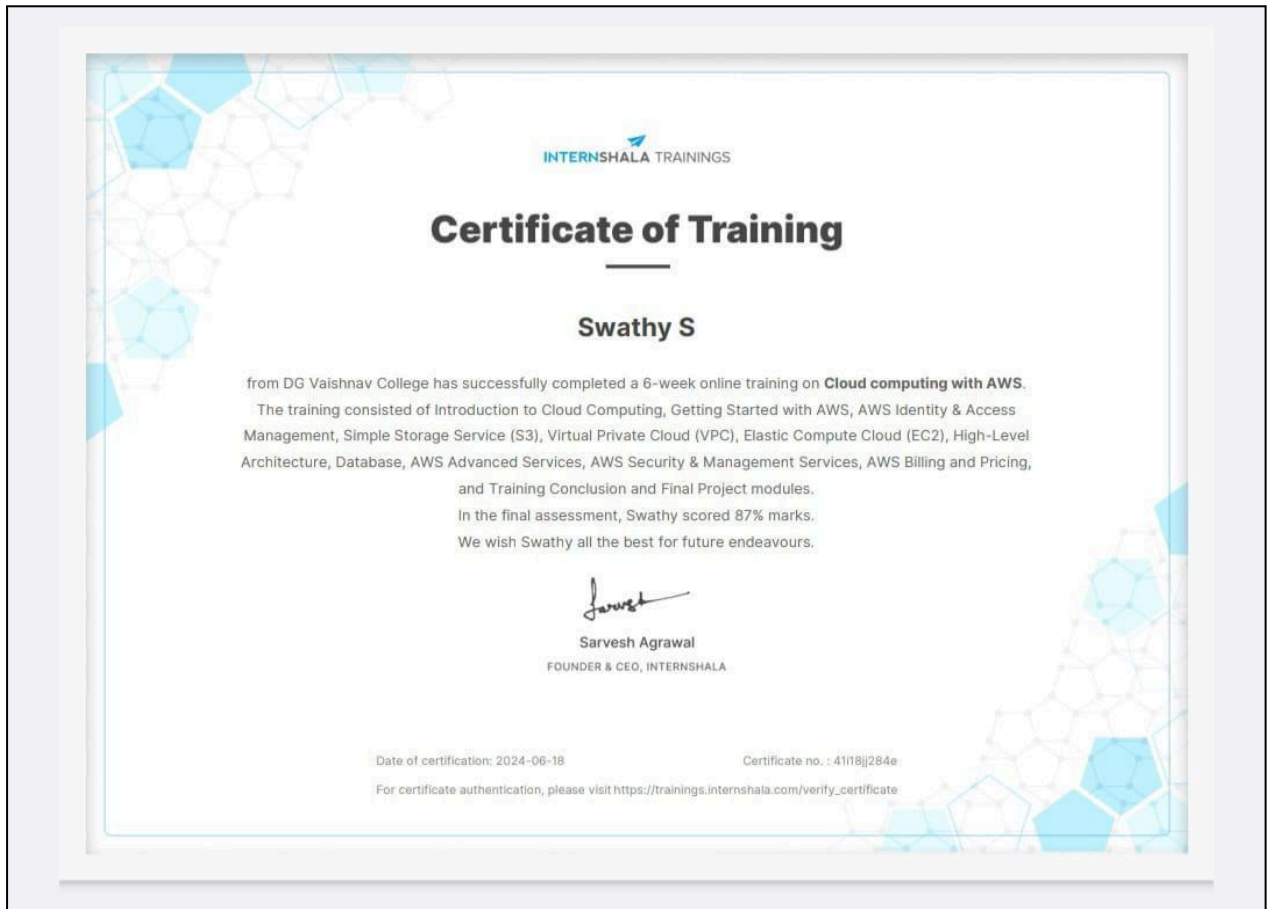 INTERNSHALA TRAININGS
Certificate of Training
Swathy S
from DG Vaishnav College has successfully completed a 6-week online training on Cloud computing with AWS.
The training consisted of Introduction to Cloud Computing, Getting Started with AWS, AWS Identity & Access
Management, Simple Storage Service (S3), Virtual Private Cloud (VPC), Elastic Compute Cloud (EC2), High-Level
Architecture, Database, AWS Advanced Services, AWS Security & Management Services, AWS Billing and Pricing,
and Training Conclusion and Final Project modules.
In the final assessment, Swathy scored 87% marks.
We wish Swathy all the best for future endeavours.
Sarvesh Agrawal
FOUNDER & CEO, INTERNSHALA
Date of certification: 2024-06-18 Certificate no. :
For certificate authentication, please visit https://trainings.internshala.com/verify_certificate